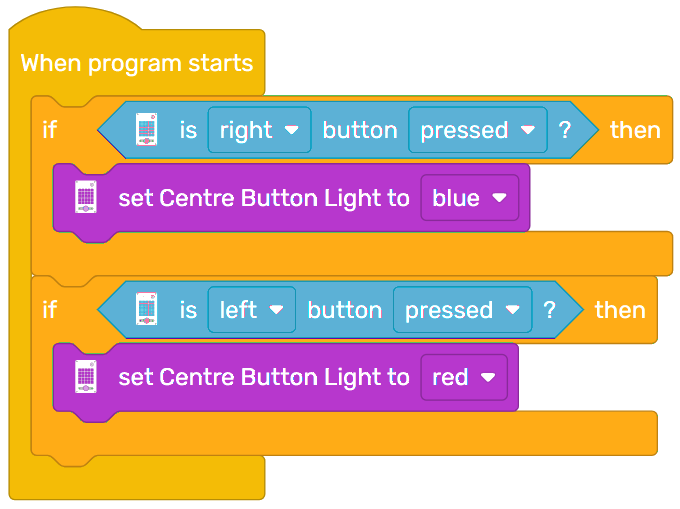 When program starts
if is right button pressed ? then
set Centre Button Light to blue
if is left button pressed ? then
set Centre Button Light to red